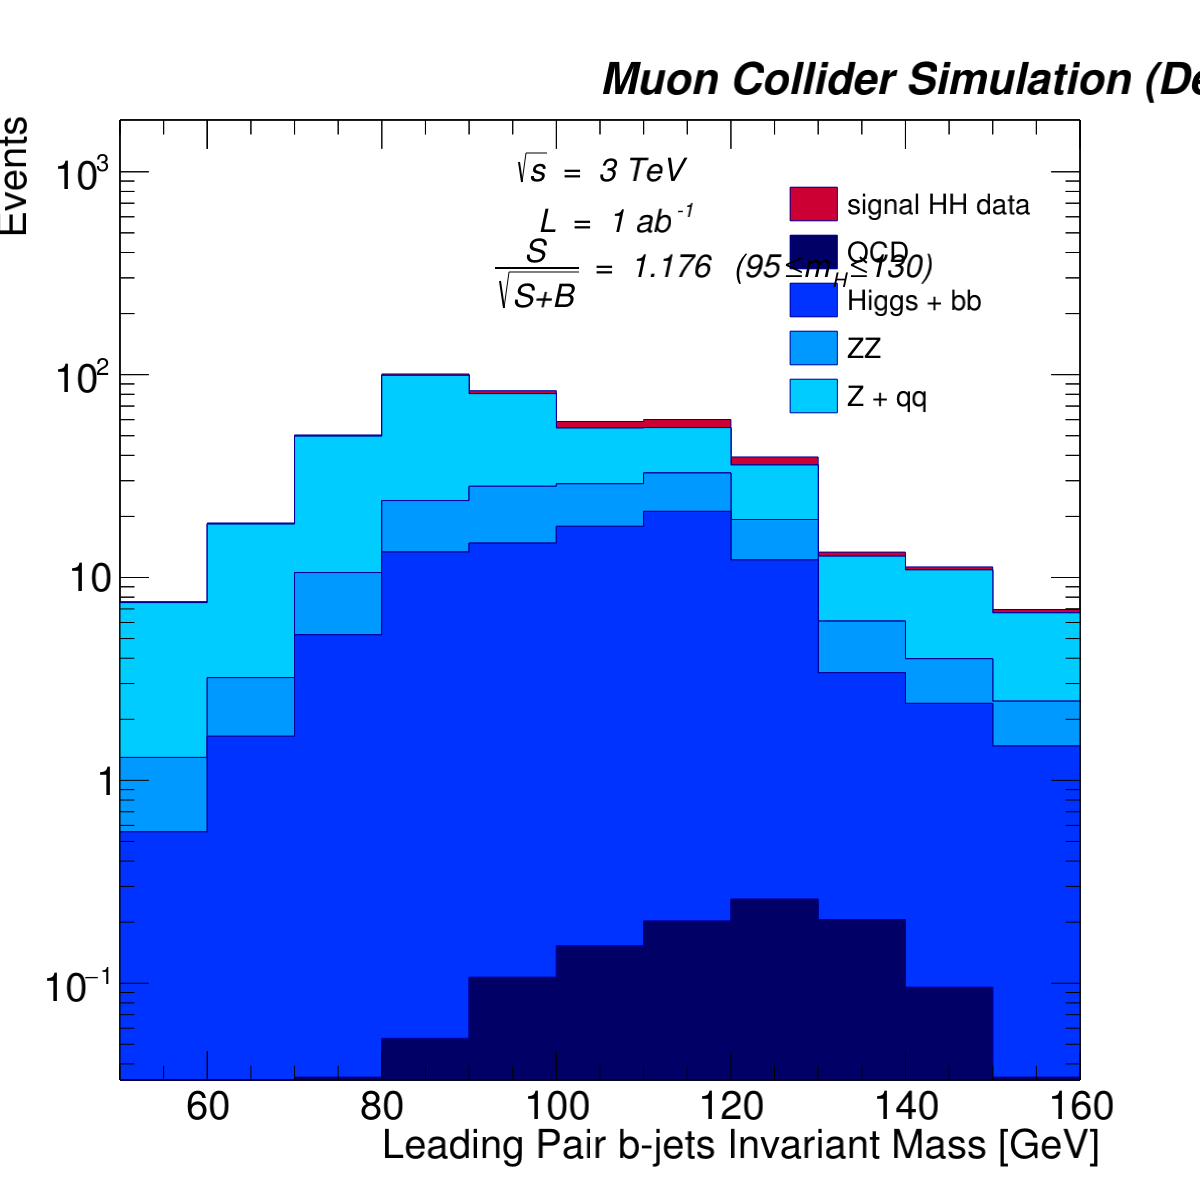 Muon Collider Simulation (De
Events
√s = 3 TeV
L = 1 ab⁻¹
S/√S+B = 1.176 (95≤m_H≤130)
signal HH data
QCD
Higgs + bb
ZZ
Z + qq
10³
10²
10
1
10⁻¹
60 80 100 120 140 160
Leading Pair b-jets Invariant Mass [GeV]